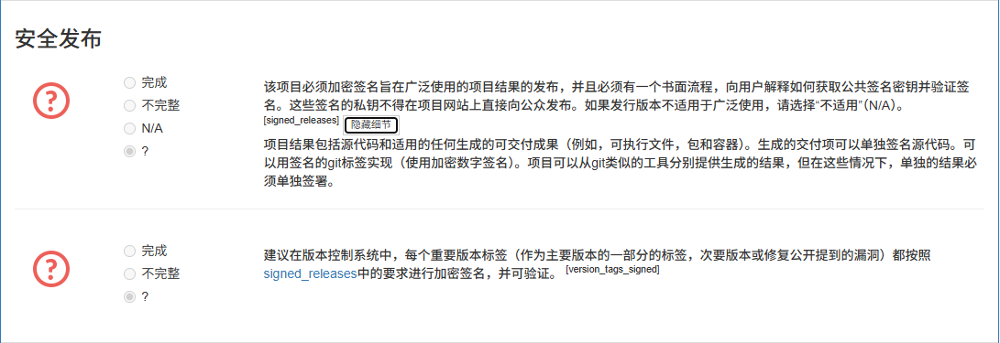 安全发布
完成
不完整
N/A
?
该项目必须加密签名旨在广泛使用的项目结果的发布，并且必须有一个书面流程，向用户解释如何获取公共签名密钥并验证签
名。这些签名的私钥不得在项目网站上直接向公众发布。如果发行版本不适用于广泛使用，请选择“不适用”（N/A）。
[signed_releases] 隐藏细节
项目结果包括源代码和适用的任何生成的可交付成果（例如，可执行文件，包和容器）。生成的交付项可以单独签名源代码。可
以用签名的git标签实现（使用加密数字签名）。项目可以从git类似的工具分别提供生成的结果，但在这些情况下，单独的结果必
须单独签署。
完成
不完整
?
建议在版本控制系统中，每个重要版本标签（作为主要版本的一部分的标签，次要版本或修复公开提到的漏洞）都按照
signed_releases中的要求进行加密签名，并可验证。 [version_tags_signed]